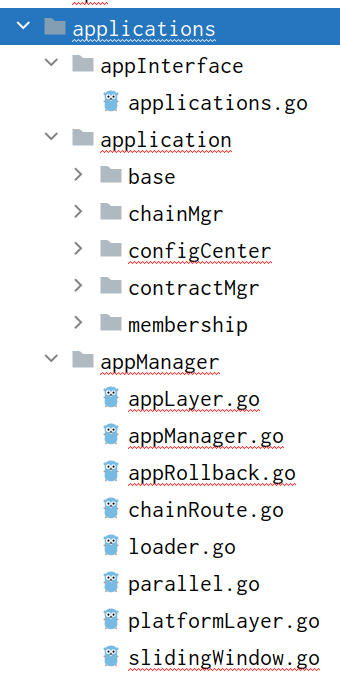 applications
appInterface
applications.go
application
base
chainMgr
configCenter
contractMgr
membership
appManager
appLayer.go
appManager.go
appRollback.go
chainRoute.go
loader.go
parallel.go
platformLayer.go
slidingWindow.go